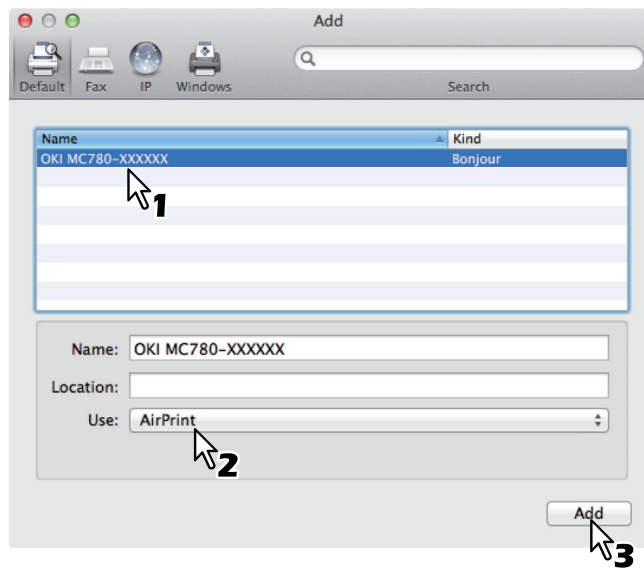 Add
Default Fax IP Windows Search
Name Kind
OKI MC780-XXXXXX Bonjour
1
Name: OKI MC780-XXXXXX
Location:
Use: AirPrint
2
Add
3